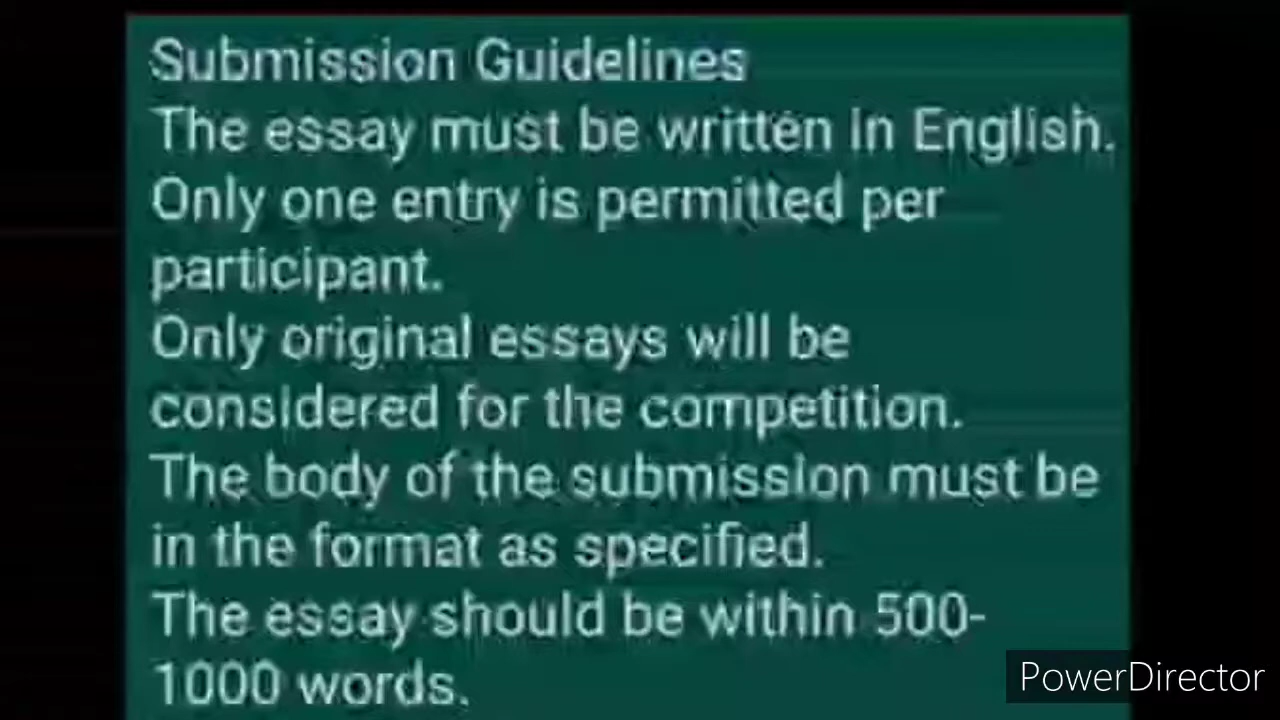 Submission Guidelines
The essay must be written in English.
Only one entry is permitted per
participant.
Only original essays will be
considered for the competition.
The body of the submission must be
in the format as specified.
The essay should be within 500-
1000 words.
PowerDirector